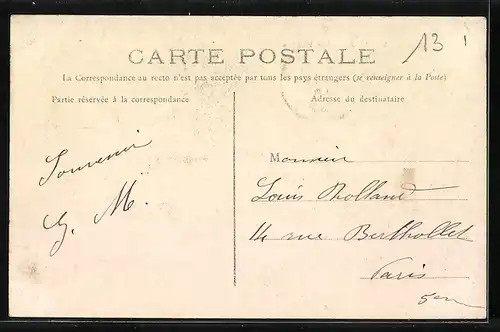 13
CARTE POSTALE
La Correspondance au recto n'est pas acceptée par tous les pays étrangers (se renseigner à la Poste)
Partie réservée à la correspondance
Adresse du destinataire
Souvenir
G. M.
Monsieur
Louis Rolland
14 rue Berthollet
Paris
5em